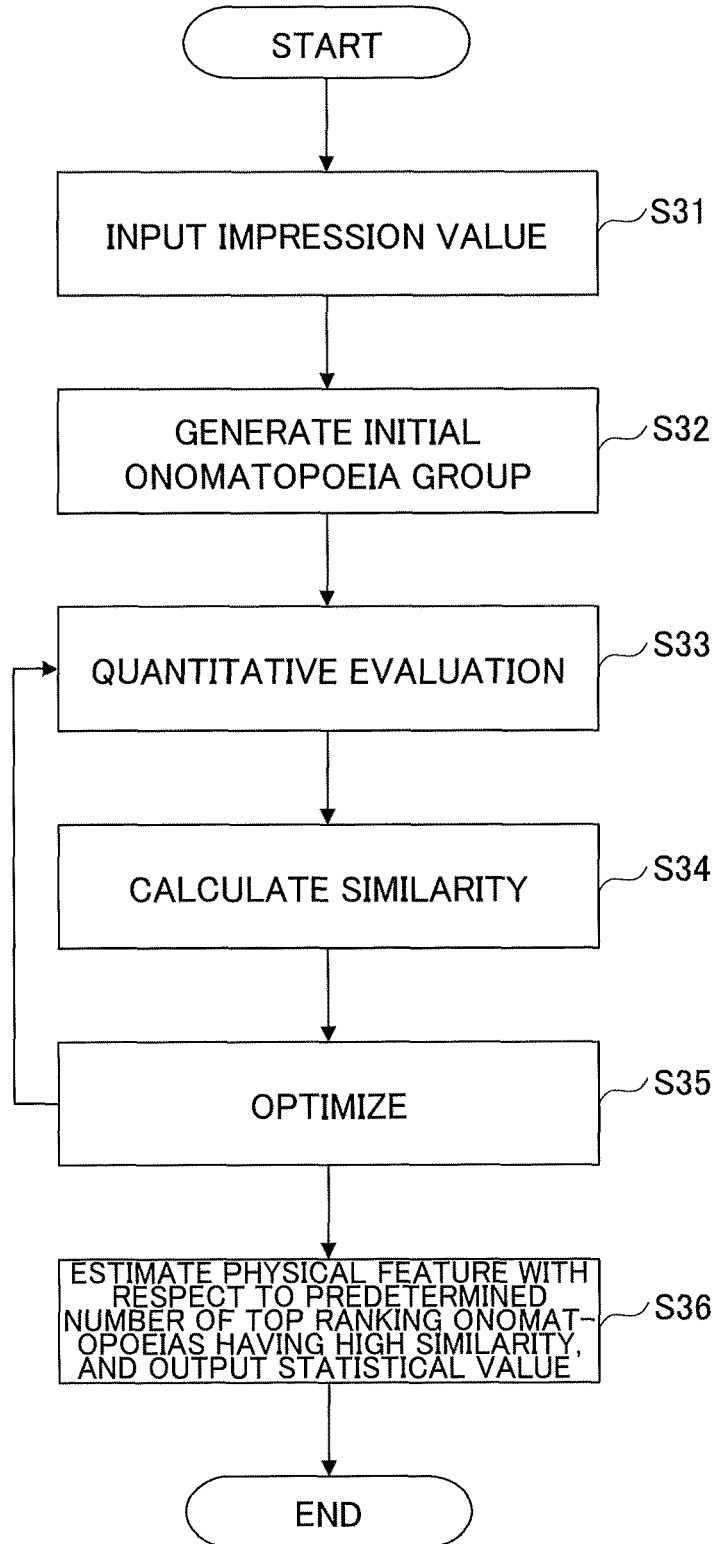 START
INPUT IMPRESSION VALUE
S31
GENERATE INITIAL
ONOMATOPOEIA GROUP
S32
QUANTITATIVE EVALUATION
S33
CALCULATE SIMILARITY
S34
OPTIMIZE
S35
ESTIMATE PHYSICAL FEATURE WITH
RESPECT TO PREDETERMINED
NUMBER OF TOP RANKING ONOMAT-
OPOEIAS HAVING HIGH SIMILARITY,
AND OUTPUT STATISTICAL VALUE
S36
END